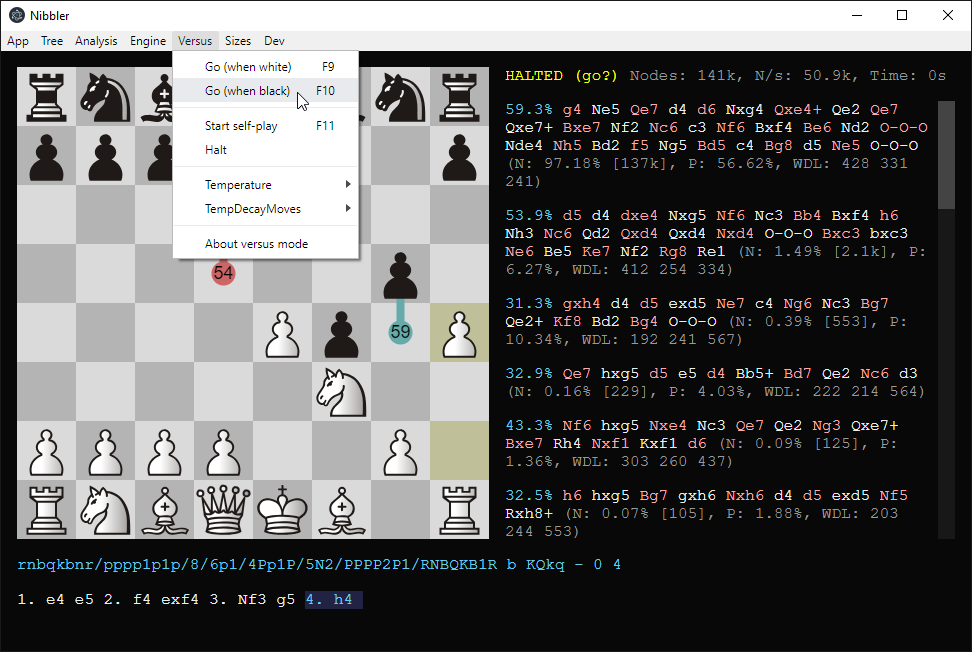 Nibbler
App Tree Analysis Engine Versus Sizes Dev
Go (when white) F9
Go (when black) F10
Start self-play F11
Halt
Temperature
TempDecayMoves
About versus mode
54
59
HALTED (go?) Nodes: 141k, N/s: 50.9k, Time: 0s
59.3% g4 Ne5 Qe7 d4 d6 Nxg4 Qxe4+ Qe2 Qe7
Qxe7+ Bxe7 Nf2 Nc6 c3 Nf6 Bxf4 Be6 Nd2 O-O-O
Nde4 Nh5 Bd2 f5 Ng5 Bd5 c4 Bg8 d5 Ne5 O-O-O
(N: 97.18% [137k], P: 56.62%, WDL: 428 331
241)
53.9% d5 d4 dxe4 Nxg5 Nf6 Nc3 Bb4 Bxf4 h6
Nh3 Nc6 Qd2 Qxd4 Qxd4 Nxd4 O-O-O Bxc3 bxc3
Ne6 Be5 Ke7 Nf2 Rg8 Re1 (N: 1.49% [2.1k], P:
6.27%, WDL: 412 254 334)
31.3% gxh4 d4 d5 exd5 Ne7 c4 Ng6 Nc3 Bg7
Qe2+ Kf8 Bd2 Bg4 O-O-O (N: 0.39% [553], P:
10.34%, WDL: 192 241 567)
32.9% Qe7 hxg5 d5 e5 d4 Bb5+ Bd7 Qe2 Nc6 d3
(N: 0.16% [229], P: 4.03%, WDL: 222 214 564)
43.3% Nf6 hxg5 Nxe4 Nc3 Qe7 Qe2 Ng3 Qxe7+
Bxe7 Rh4 Nxf1 Kxf1 d6 (N: 0.09% [125], P:
1.36%, WDL: 303 260 437)
32.5% h6 hxg5 Bg7 gxh6 Nxh6 d4 d5 exd5 Nf5
Rxh8+ (N: 0.07% [105], P: 1.88%, WDL: 203
244 553)
rnbqkbnr/pppp1p1p/8/6p1/4Pp1P/5N2/PPPP2P1/RNBQKB1R b KQkq - 0 4
1. e4 e5 2. f4 exf4 3. Nf3 g5 4. h4